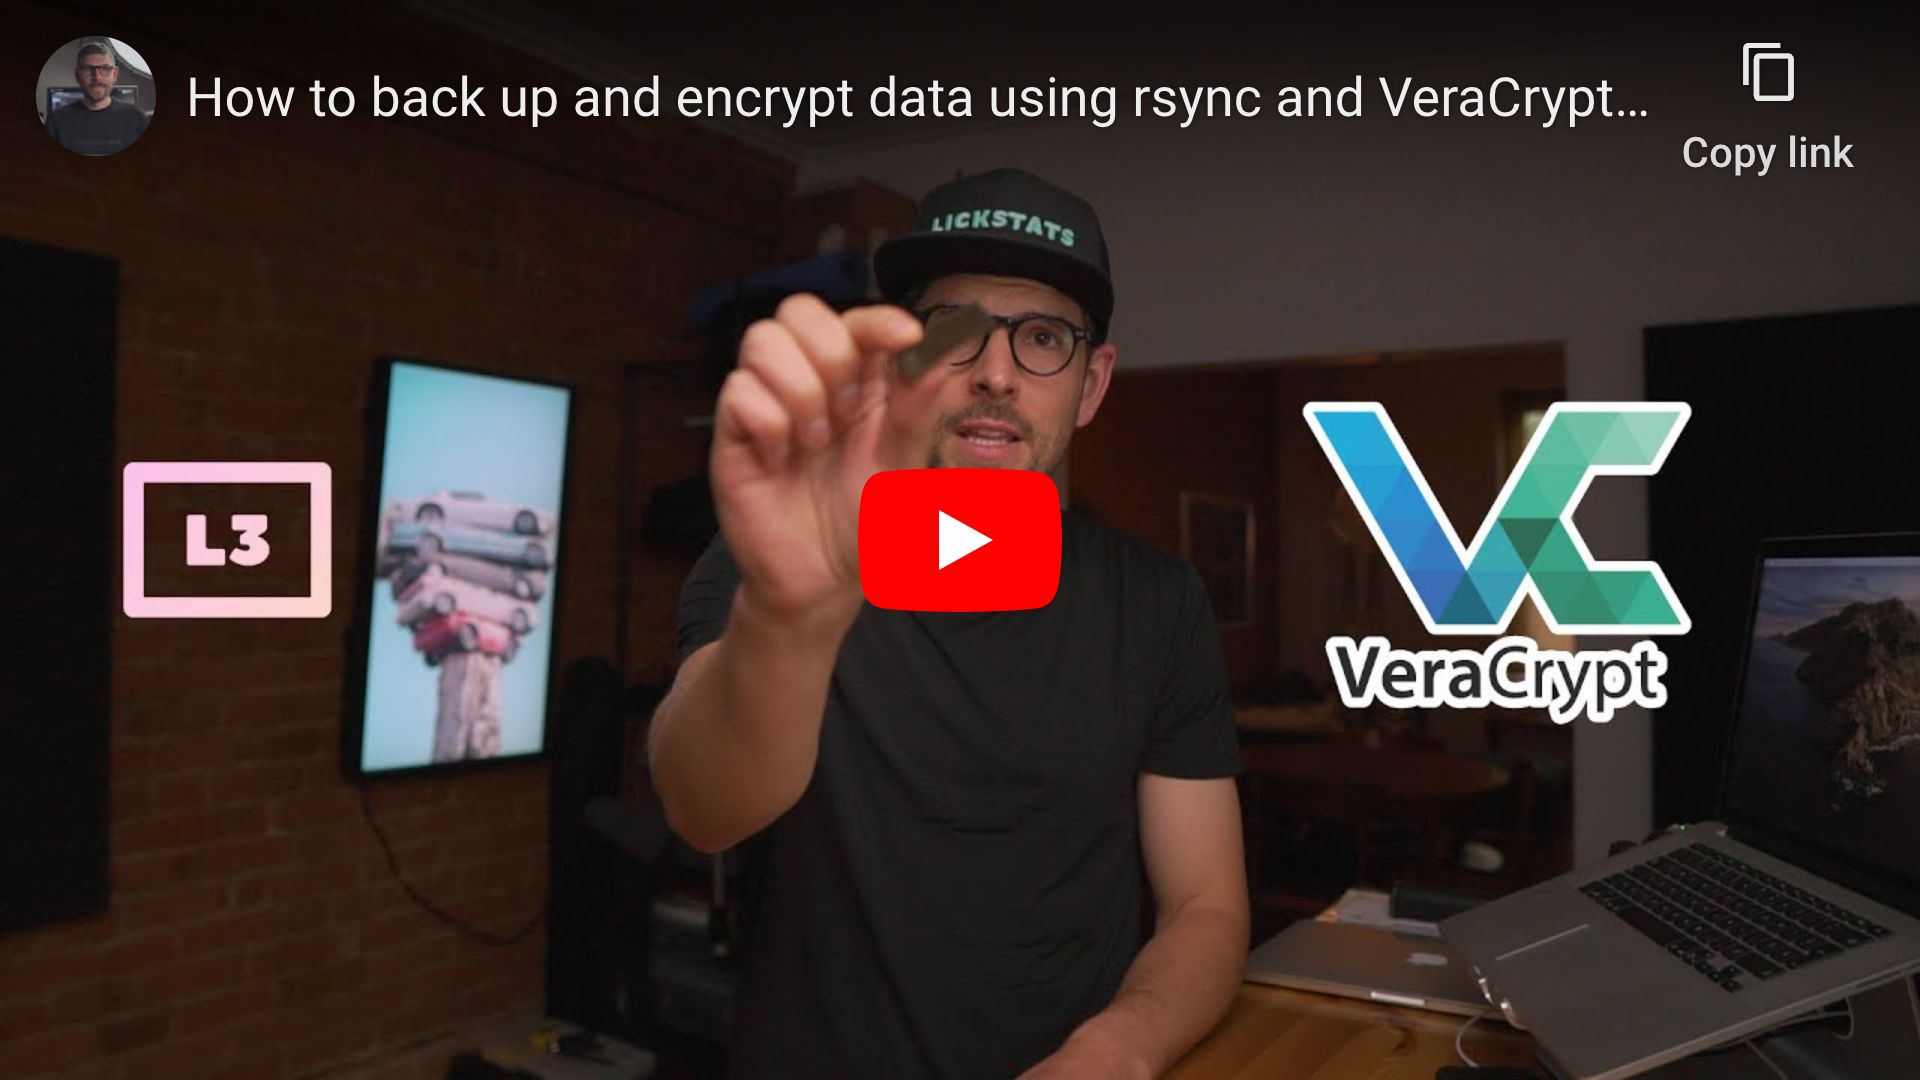 How to back up and encrypt data using rsync and VeraCrypt...
Copy link
LICKSTATS
L3
VeraCrypt